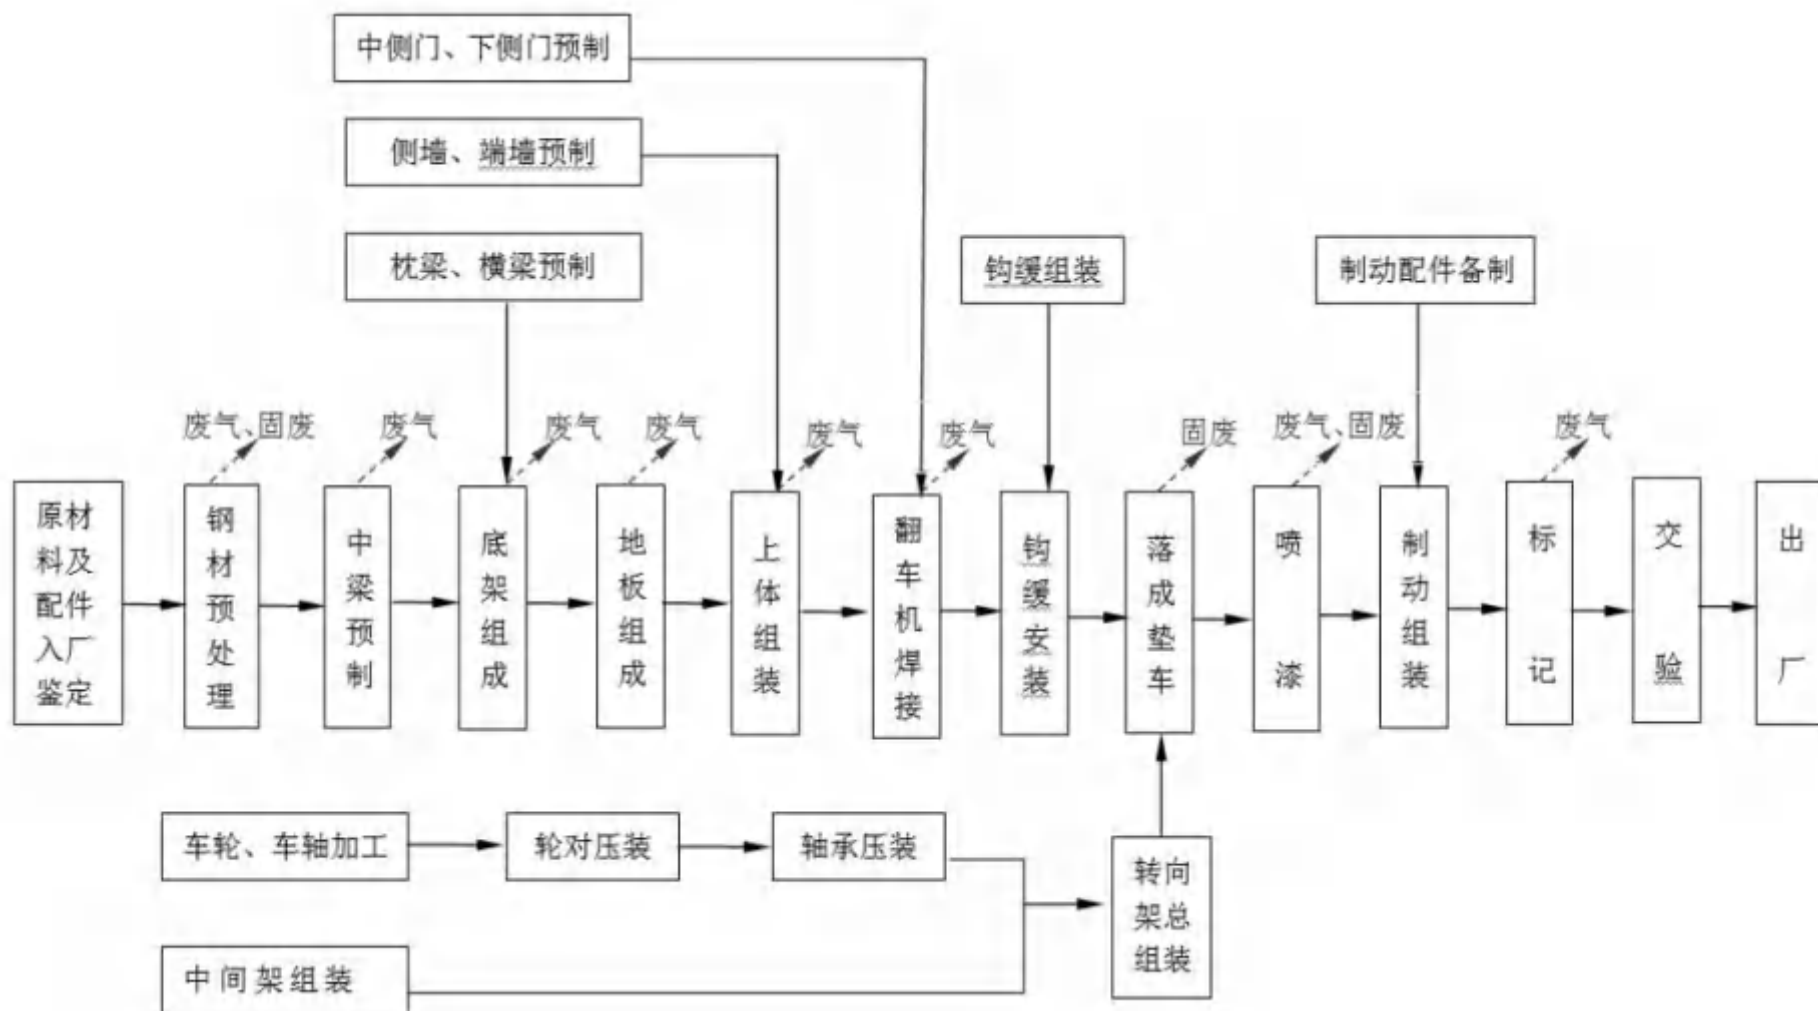 中侧门、下侧门预制
侧墙、端墙预制
枕梁、横梁预制
钩缓组装
制动配件备制
废气、固废
废气
废气
废气
废气
废气
固废
废气、固废
废气
原材
料及
配件
入厂
鉴定
钢材预处理
中梁预制
底架组成
地板组成
上体组装
翻车机焊接
钩缓安装
落成垫车
喷漆
制动组装
标记
交验
出厂
车轮、车轴加工
轮对压装
轴承压装
转向
架总
组装
中间架组装